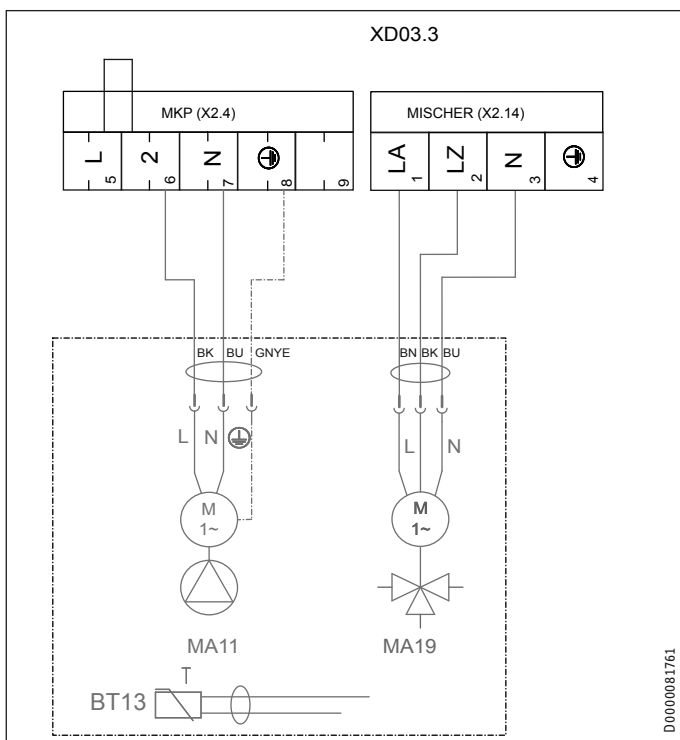 XD03.3
MKP (X2.4)
MISCHER (X2.14)
L 2 N
5 6 7 8 9
LA LZ N
1 2 3 4
BK BU GNYE
BN BK BU
L N
L N
M
1~
M
1~
MA11
MA19
T
BT13
D0000081761